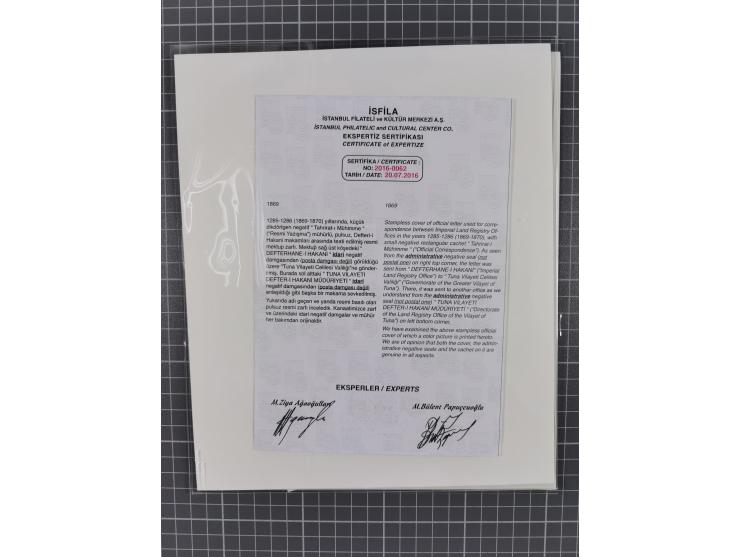 İSFİLA
İSTANBUL FİLATELİ ve KÜLTÜR MERKEZİ A.Ş.
İSTANBUL PHILATELIC and CULTURAL CENTER CO.
EKSPERTİZ SERTİFİKASI
CERTIFICATE of EXPERTIZE
SERTİFİKA / CERTIFICATE
NO: 2016-0062
TARİH / DATE: 20.07.2016
1869
1285-1286 (1869-1870) yıllarında, küçük
dikdörtgen negatif " Tahrirat-ı Mühimme "
("Resmi Yazışma") mühürlü, pulsuz, Defter-i
Hakani makamları arasında teati edilmiş resmi
mektup zarfı. Mektup sağ üst köşedeki "
DEFTERHANE-İ HAKANİ " idari negatif
damgasından (posta damgası değil) görüldüğü
üzere "Tuna Vilayeti Celilesi Valiliği"ne gönder-
ilmiş. Burada sol alttaki " TUNA VİLAYETİ
DEFTER-İ HAKANİ MÜDÜRİYETİ " idari
negatif damgasından (posta damgası değil)
anlaşıldığı gibi başka bir makama sevkedilmiş.
Yukarıda adı geçen ve yanda resmi basılı olan
pulsuz resmi zarfı inceledik. Kanaatimizce zarf
ve üzerindeki idari negatif damgalar ve mühür
her bakımdan orijinaldir.
1869
Stampless cover of official letter used for corre-
spondence between Imperial Land Registry Of-
fices in the years 1285-1286 (1869-1870), with
small negative rectangular cachet " Tahrirat-ı
Mühimme " ("Official Correspondence"). As seen
from the administrative negative seal (not
postal one) on right top corner, the letter was
sent from " DEFTERHANE-İ HAKANİ" ("Imperial
Land Registry Office") to " Tuna Vilayeti Celilesi
Valiliği" ("Governorate of the Greater Vilayet of
Tuna"). There, it was sent to another office as we
understand from the administrative negative
seal (not postal one) " TUNA VİLAYETİ
DEFTER-İ HAKANİ MÜDÜRİYETİ " ("Directorate
of the Land Registry Office of the Vilayet of
Tuna") on left bottom corner.
We have examined the above stampless official
cover of which a color picture is printed hereto.
We are of opinion that both the cover, the admin-
istrative negative seals and the cachet on it are
genuine in all aspects.
EKSPERLER / EXPERTS
M.Ziya Ağaoğulları
M.Bülent Papuçcuoğlu